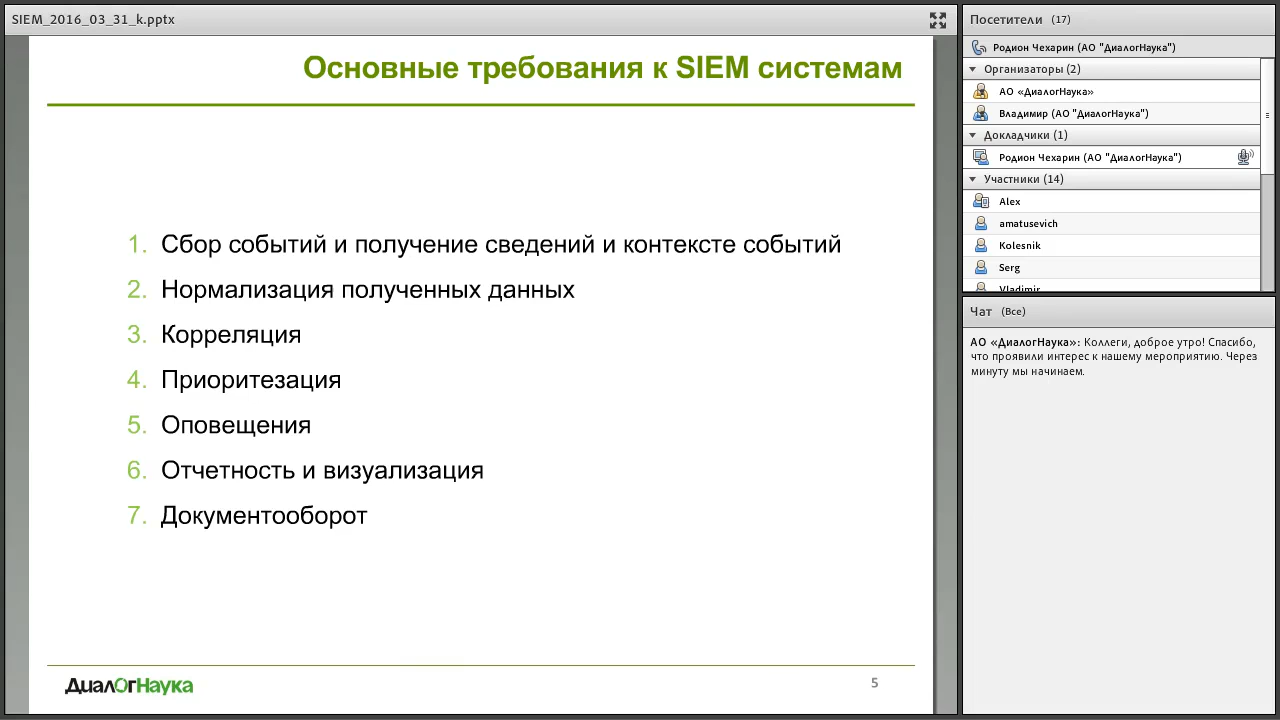 SIEM_2016_03_31_k.pptx
Основные требования к SIEM системам
1. Сбор событий и получение сведений и контексте событий
2. Нормализация полученных данных
3. Корреляция
4. Приоритезация
5. Оповещения
6. Отчетность и визуализация
7. Документооборот
ДиалОгНаука
5
Посетители (17)
Родион Чехарин (АО "ДиалогНаука")
Организаторы (2)
АО «ДиалогНаука»
Владимир (АО "ДиалогНаука")
Докладчики (1)
Родион Чехарин (АО "ДиалогНаука")
Участники (14)
Alex
amatusevich
Kolesnik
Serg
Vladimir
Чат (Все)
АО «ДиалогНаука»: Коллеги, доброе утро! Спасибо,
что проявили интерес к нашему мероприятию. Через
минуту мы начинаем.